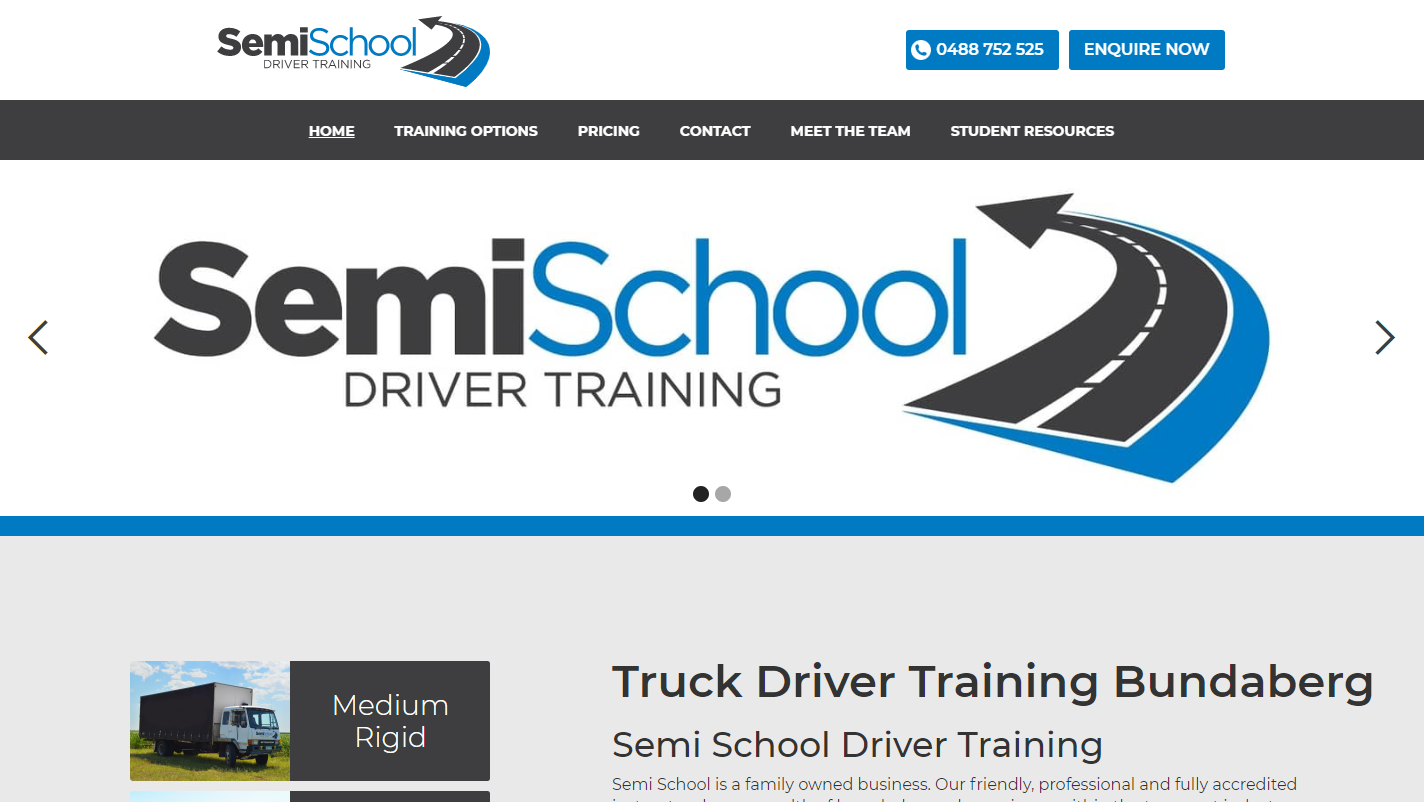 SemiSchool
DRIVER TRAINING
0488 752 525
ENQUIRE NOW
HOME
TRAINING OPTIONS
PRICING
CONTACT
MEET THE TEAM
STUDENT RESOURCES
SemiSchool
DRIVER TRAINING
Medium
Rigid
Truck Driver Training Bundaberg
Semi School Driver Training
Semi School is a family owned business. Our friendly, professional and fully accredited